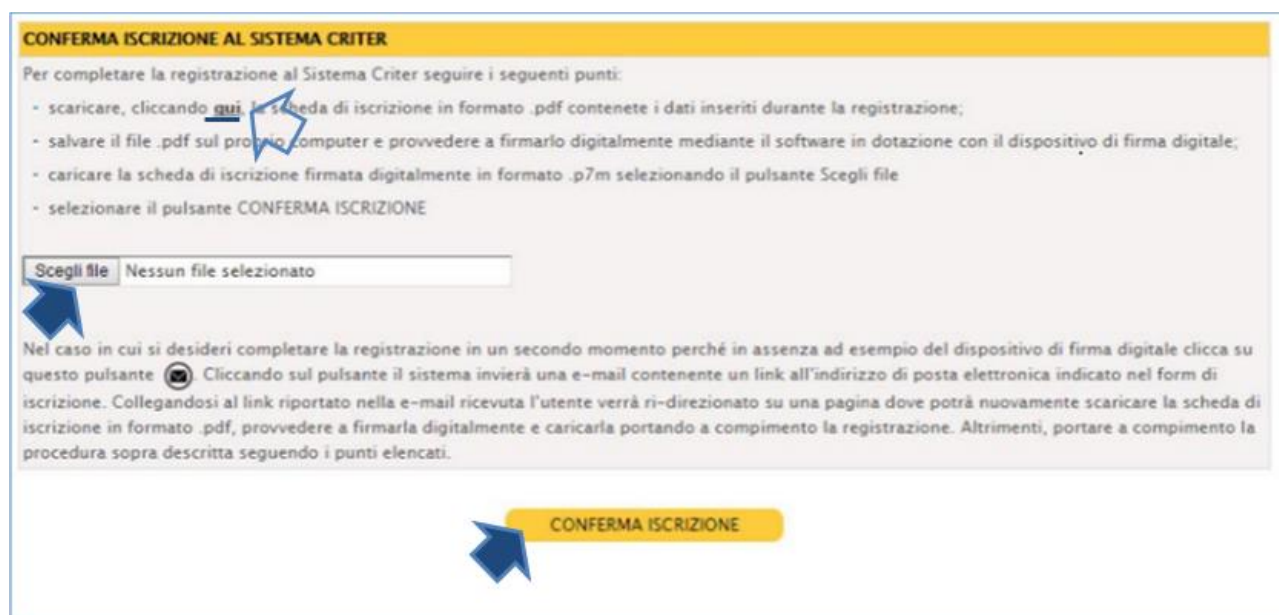 CONFERMA ISCRIZIONE AL SISTEMA CRITER
Per completare la registrazione al Sistema Criter seguire i seguenti punti:
- scaricare, cliccando qui, la scheda di iscrizione in formato .pdf contenete i dati inseriti durante la registrazione;
- salvare il file .pdf sul proprio computer e provvedere a firmarlo digitalmente mediante il software in dotazione con il dispositivo di firma digitale;
- caricare la scheda di iscrizione firmata digitalmente in formato .p7m selezionando il pulsante Scegli file
- selezionare il pulsante CONFERMA ISCRIZIONE
Scegli file Nessun file selezionato
Nel caso in cui si desideri completare la registrazione in un secondo momento perché in assenza ad esempio del dispositivo di firma digitale clicca su
questo pulsante . Cliccando sul pulsante il sistema invierà una e-mail contenente un link all'indirizzo di posta elettronica indicato nel form di
iscrizione. Collegandosi al link riportato nella e-mail ricevuta l'utente verrà ri-direzionato su una pagina dove potrà nuovamente scaricare la scheda di
iscrizione in formato .pdf, provvedere a firmarla digitalmente e caricarla portando a compimento la registrazione. Altrimenti, portare a compimento la
procedura sopra descritta seguendo i punti elencati.
CONFERMA ISCRIZIONE